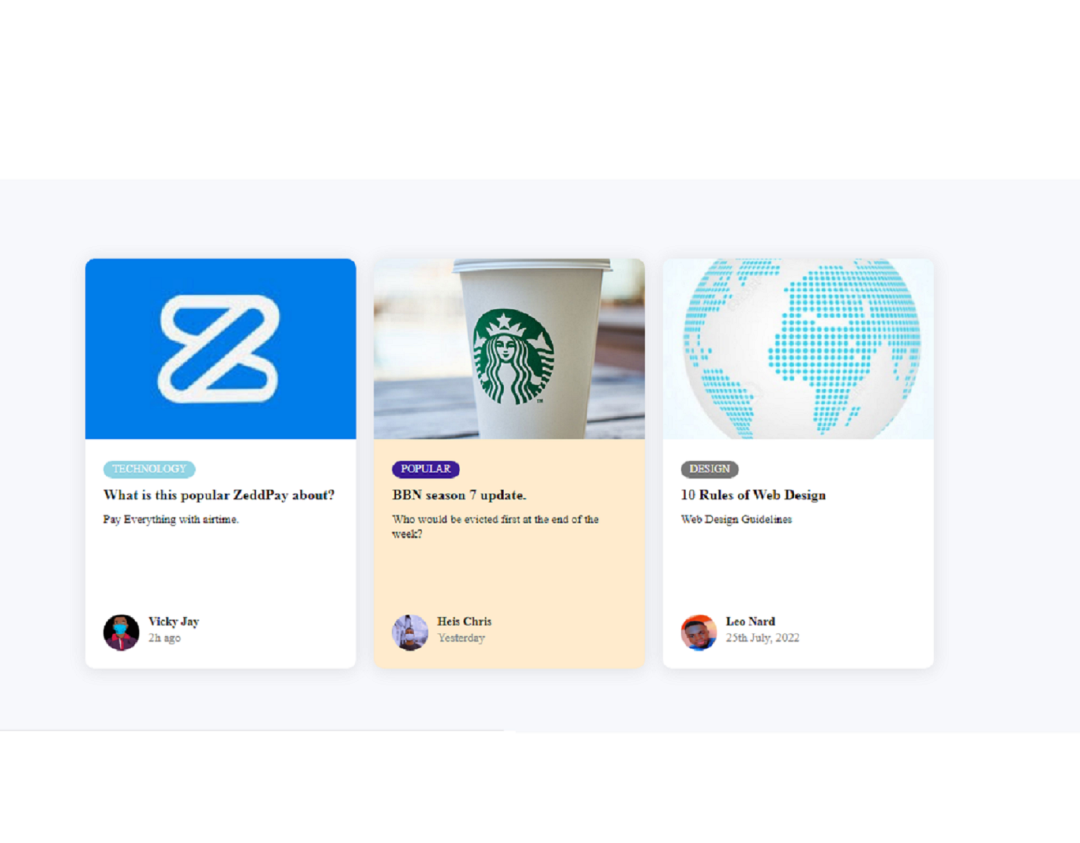 TECHNOLOGY
What is this popular ZeddPay about?
Pay Everything with airtime.
Vicky Jay
2h ago
POPULAR
BBN season 7 update.
Who would be evicted first at the end of the
week?
Heis Chris
Yesterday
DESIGN
10 Rules of Web Design
Web Design Guidelines
Leo Nard
25th July, 2022